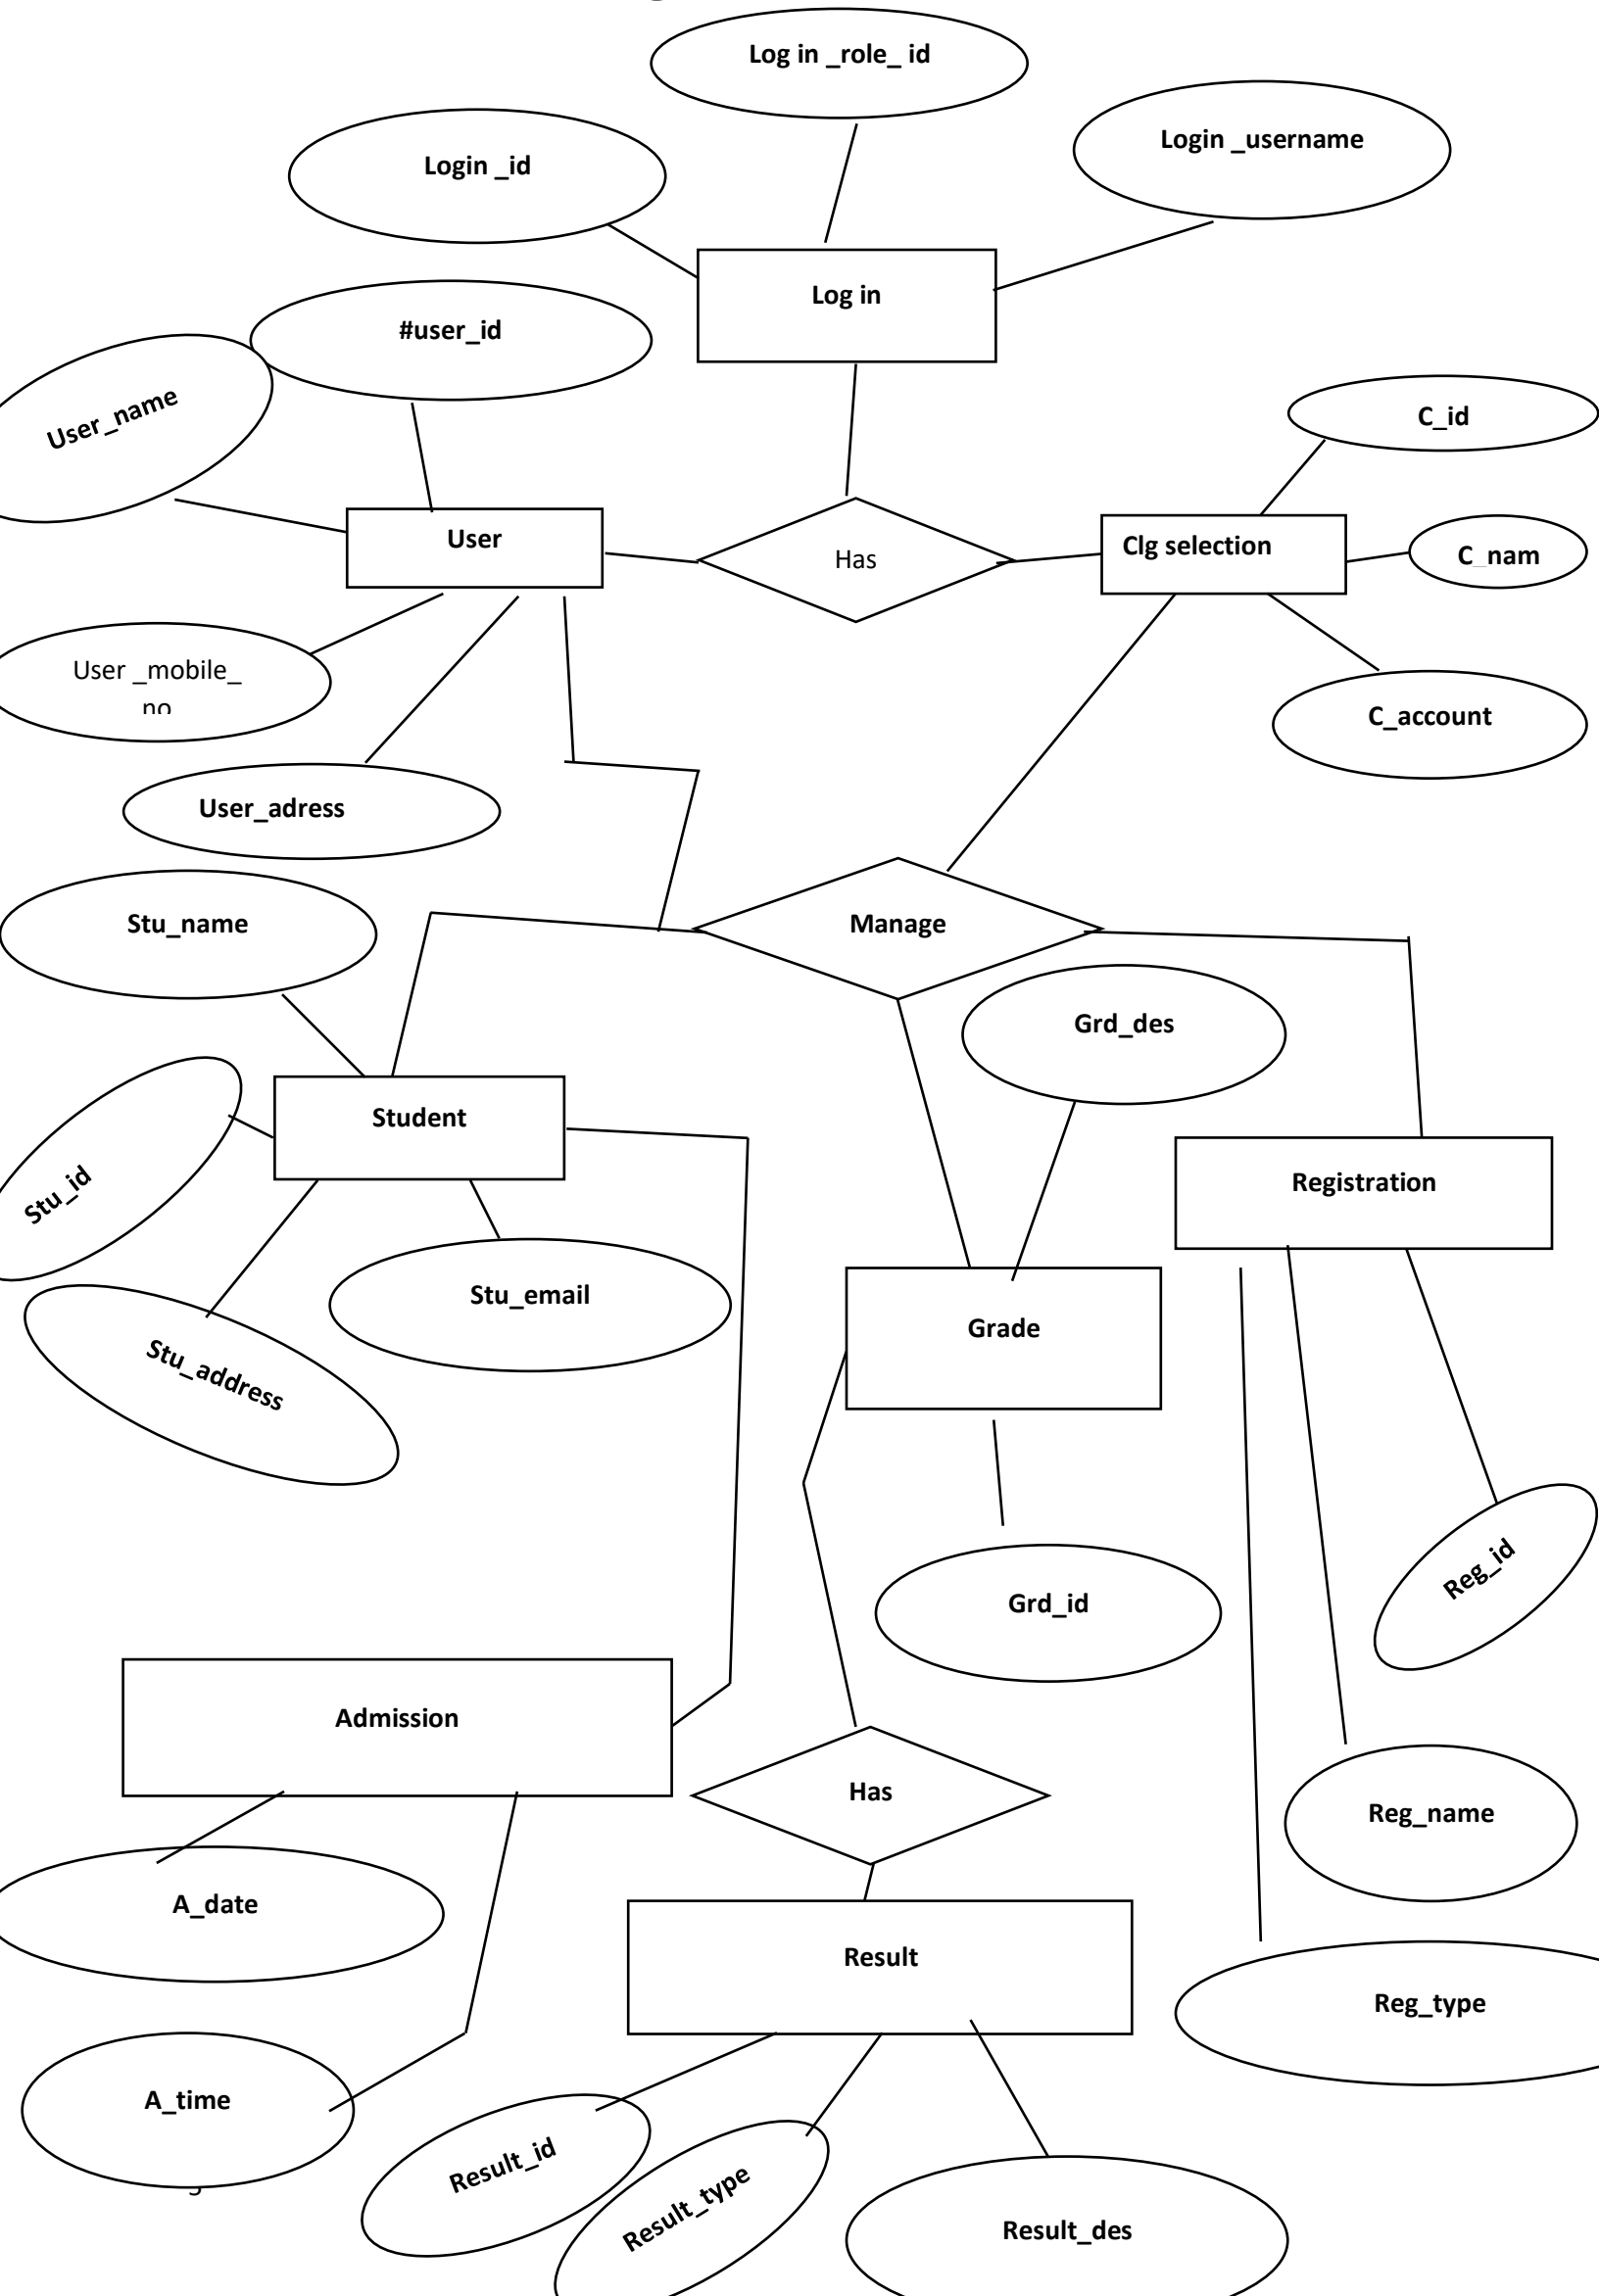 Log in _role_ id
Login _username
Login _id
Log in
#user_id
User_name
C_id
User
Has
Clg selection
C_nam
User _mobile_
no
C_account
User_adress
Stu_name
Manage
Grd_des
Student
Registration
Stu_id
Stu_email
Grade
Stu_address
Reg_id
Grd_id
Admission
Has
Reg_name
A_date
Result
Reg_type
A_time
Result_id
Result_type
Result_des